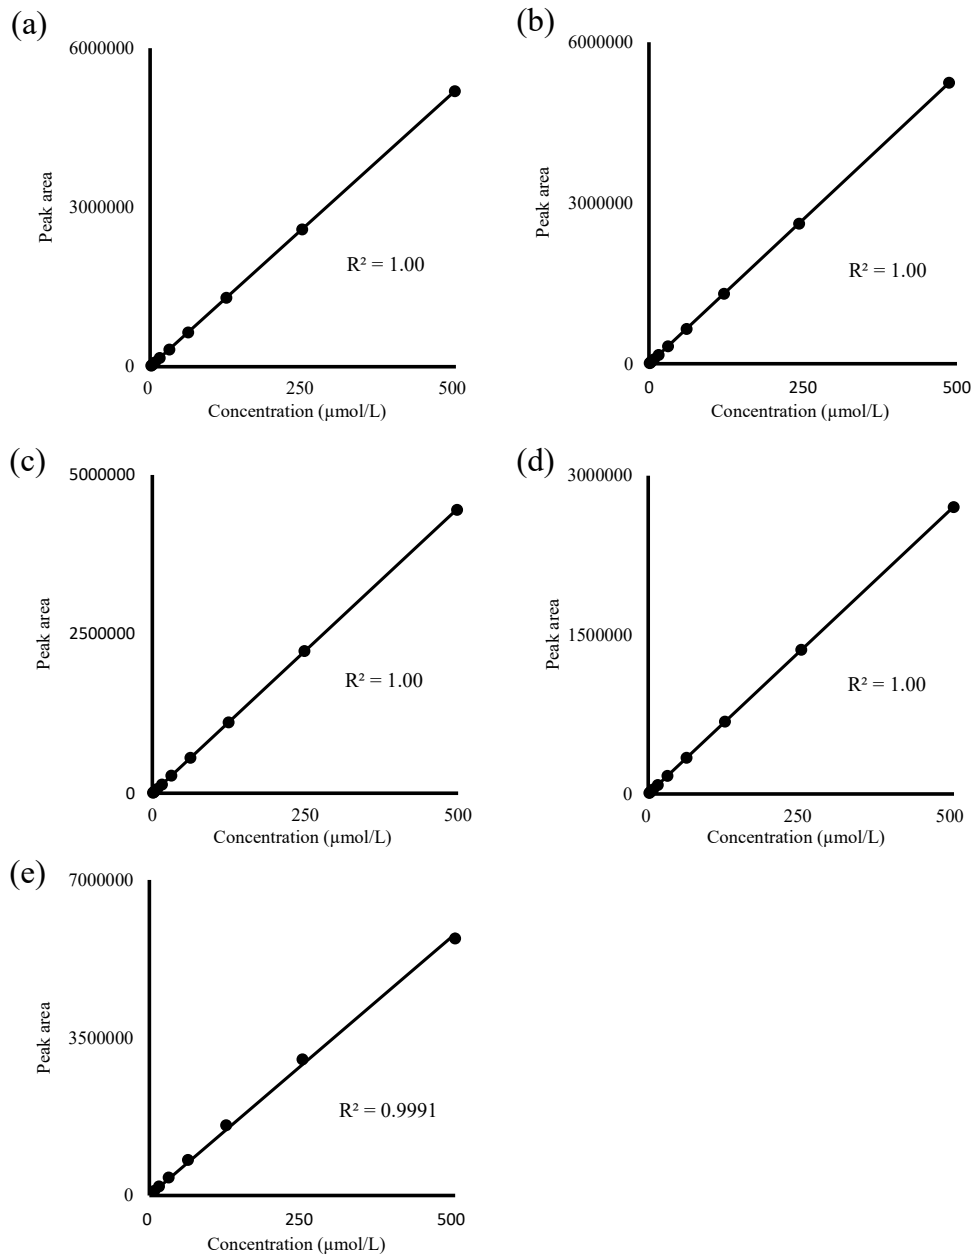 (a)
6000000
3000000
0
Peak area
R² = 1.00
0
250
500
Concentration (µmol/L)
(b)
6000000
3000000
0
Peak area
R² = 1.00
0
250
500
Concentration (µmol/L)
(c)
5000000
2500000
0
Peak area
R² = 1.00
0
250
500
Concentration (µmol/L)
(d)
3000000
1500000
0
Peak area
R² = 1.00
0
250
500
Concentration (µmol/L)
(e)
7000000
3500000
0
Peak area
R² = 0.9991
0
250
500
Concentration (µmol/L)